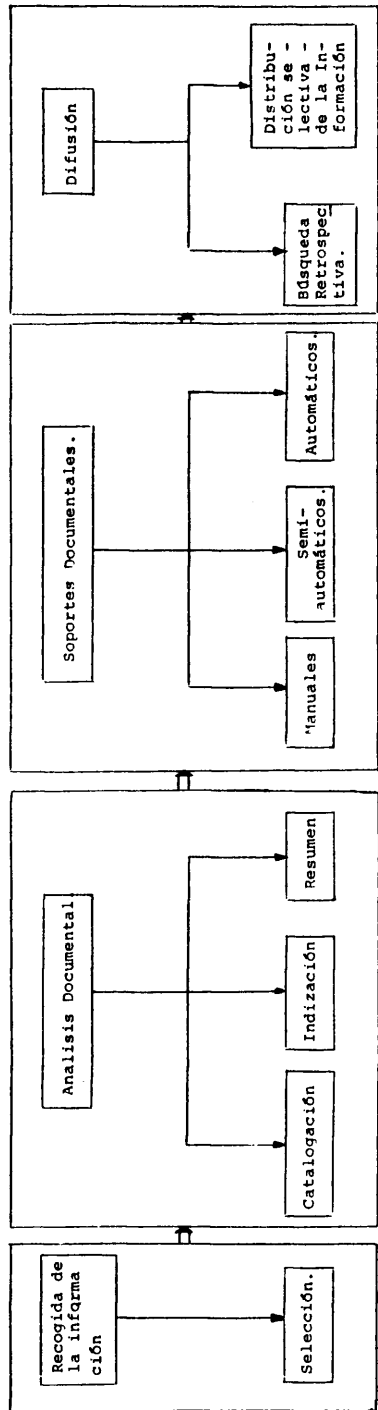 Recogida de
la informa
ción
Selección.
Analisis Documental
Catalogación
Indización
Resumen
Soportes Documentales.
Manuales
Semi-
automáticos.
Automáticos.
Difusión
Búsqueda
Retrospec
tiva.
Distribu-
ción se -
lectiva -
de la In-
formación